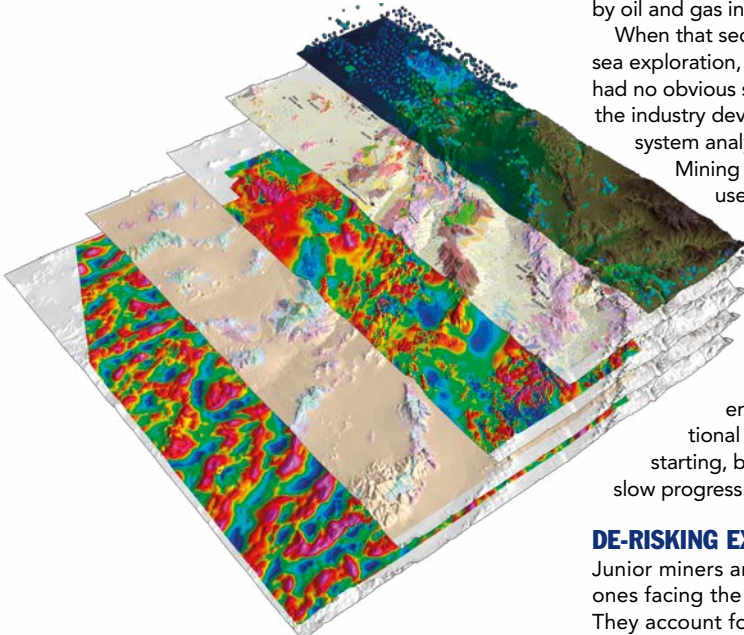 by oil and gas in
When that sec
sea exploration,
had no obvious s
the industry dev
system analy
Mining
use
er
tional
starting, b
slow progress
DE-RISKING EX
Junior miners ar
ones facing the
They account fo